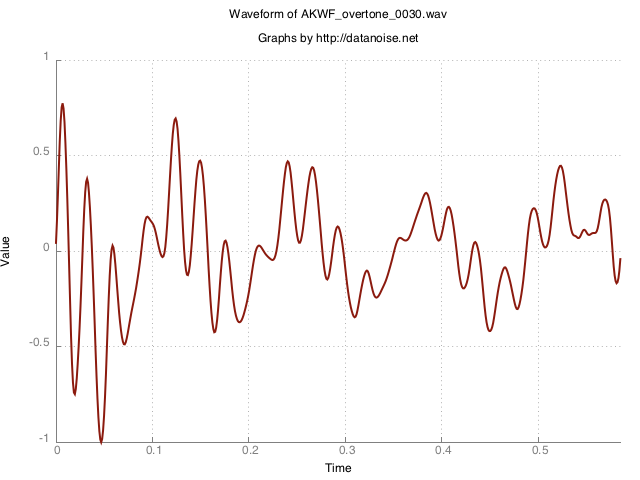 Waveform of AKWF_overtone_0030.wav
Graphs by http://datanoise.net
1
0.5
0
-0.5
-1
Value
0 0.1 0.2 0.3 0.4 0.5
Time